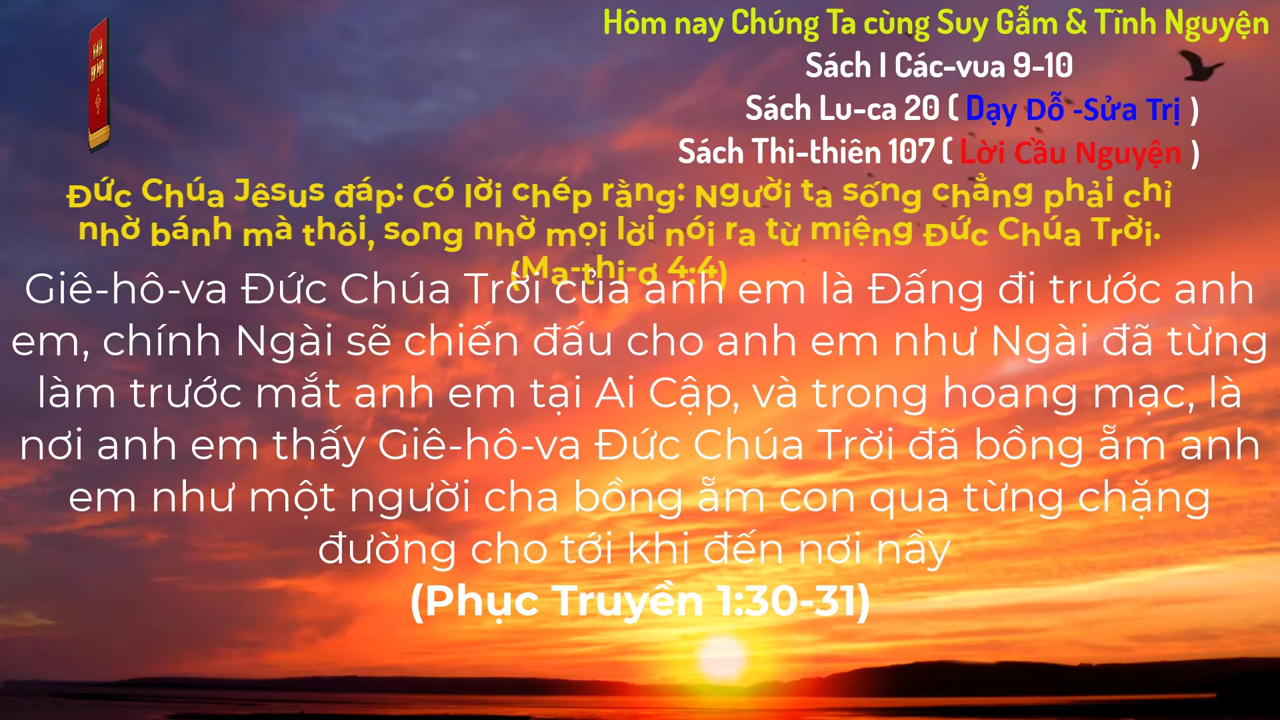 Hôm nay Chúng Ta cùng Suy Gẫm & Tĩnh Nguyện
Sách I Các-vua 9-10
Sách Lu-ca 20 ( Dạy Dỗ -Sửa Trị )
Sách Thi-thiên 107 ( Lời Cầu Nguyện )
Đức Chúa Jêsus đáp: Có lời chép rằng: Người ta sống chẳng phải chỉ
nhờ bánh mà thôi, song nhờ mọi lời nói ra từ miệng Đức Chúa Trời.
(Ma-thi-ơ 4:4)
Giê-hô-va Đức Chúa Trời của anh em là Đấng đi trước anh
em, chính Ngài sẽ chiến đấu cho anh em như Ngài đã từng
làm trước mắt anh em tại Ai Cập, và trong hoang mạc, là
nơi anh em thấy Giê-hô-va Đức Chúa Trời đã bồng ẵm anh
em như một người cha bồng ẵm con qua từng chặng
đường cho tới khi đến nơi nầy
(Phục Truyền 1:30-31)